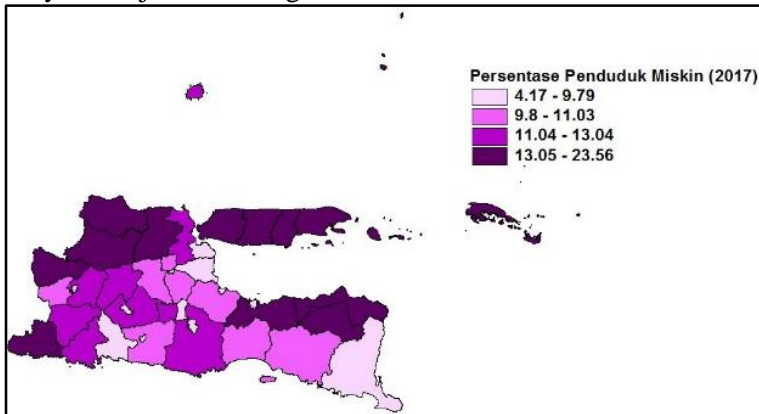 Persentase Penduduk Miskin (2017)
4.17 - 9.79
9.8 - 11.03
11.04 - 13.04
13.05 - 23.56